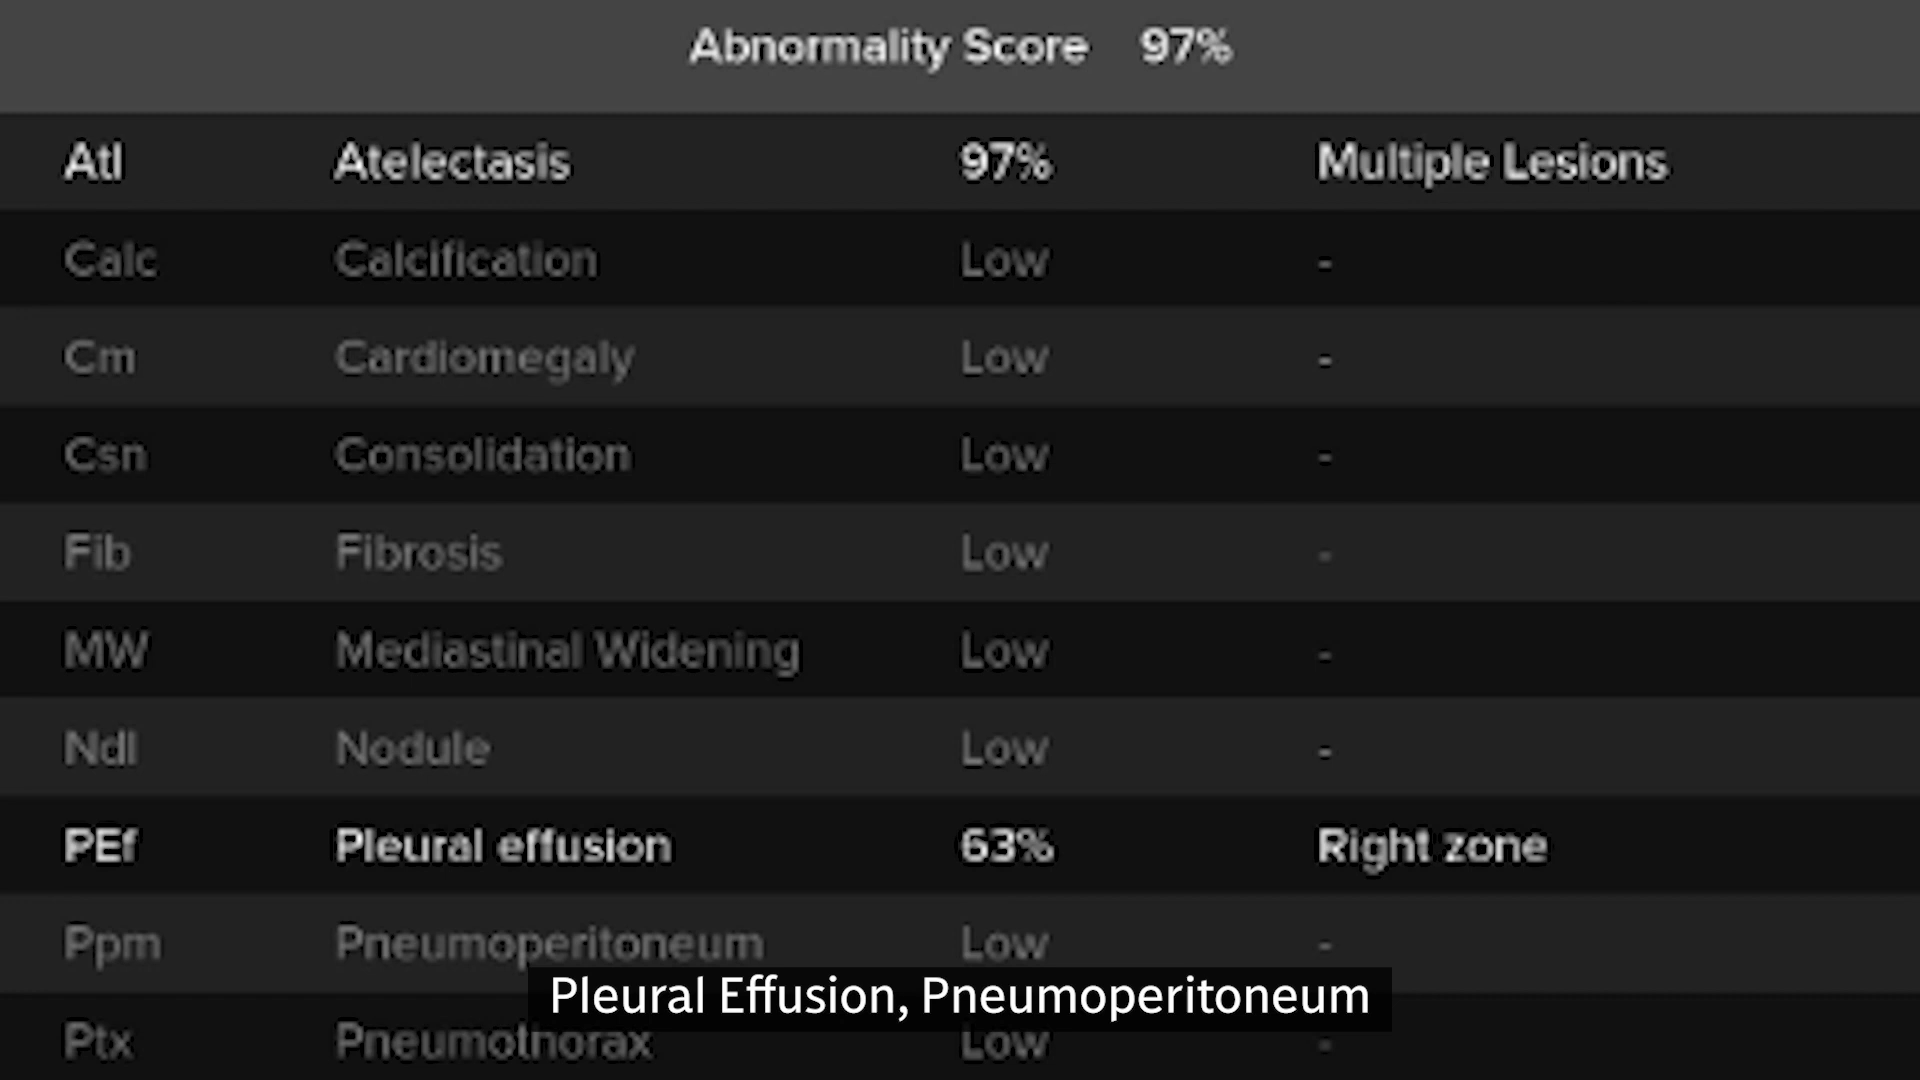 Abnormality Score 97%
Atl Atelectasis 97% Multiple Lesions
Calc Calcification Low -
Cm Cardiomegaly Low -
Csn Consolidation Low -
Fib Fibrosis Low -
MW Mediastinal Widening Low -
Ndl Nodule Low -
PEf Pleural effusion 63% Right zone
Ppm Pneumoperitoneum Low -
Pleural Effusion, Pneumoperitoneum
Ptx Pneumothorax Low -